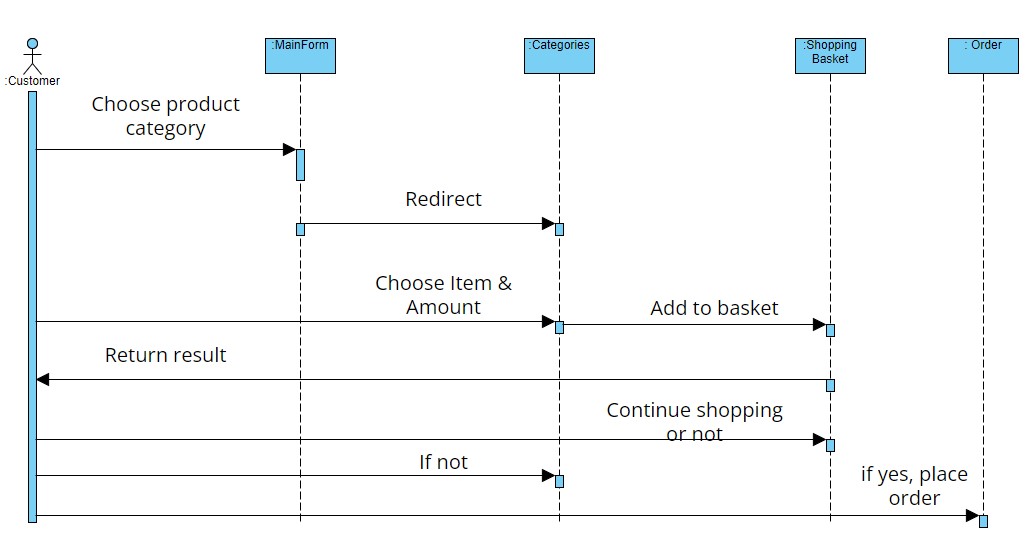 :Customer
:MainForm
:Categories
:Shopping
Basket
: Order
Choose product
category
Redirect
Choose Item &
Amount
Add to basket
Return result
Continue shopping
or not
If not
if yes, place
order